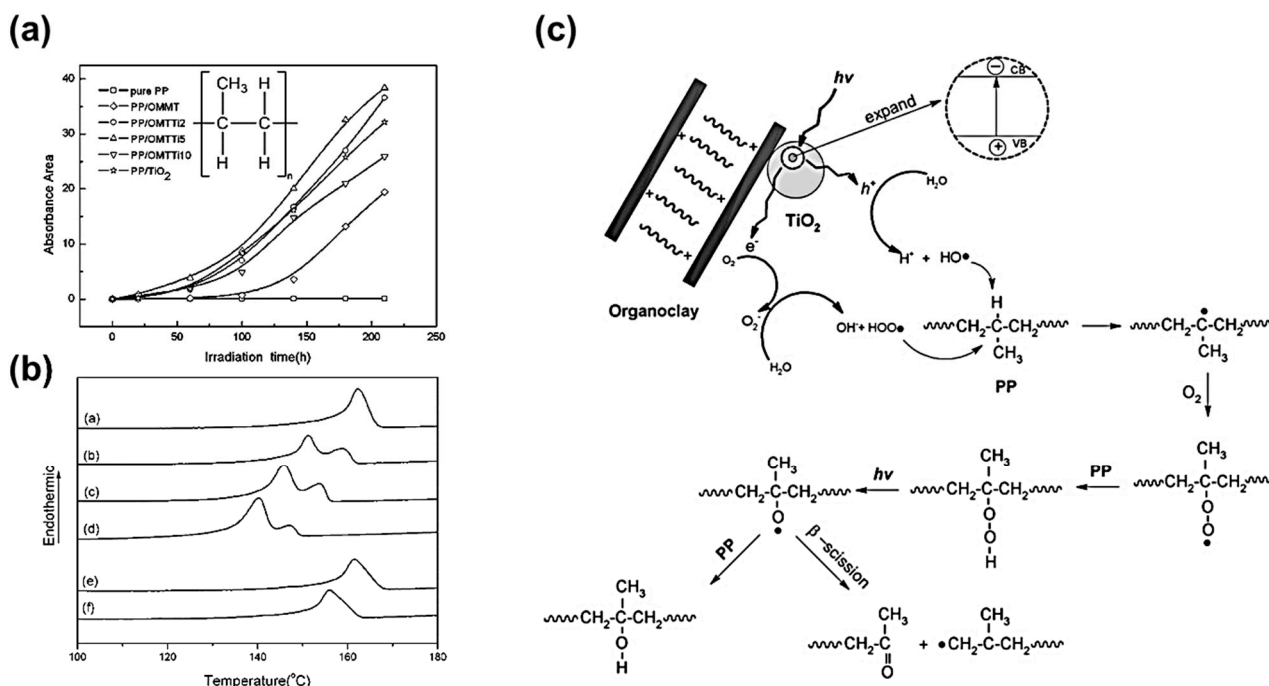 (a)
40
30
20
10
0
Absorbance Area
pure PP
PP/OMMT
PP/OMTTi2
PP/OMTTi5
PP/OMTTi10
PP/TiO2
CH3 H
C C
H H
n
0 50 100 150 200 250
Irradiation time(h)
(b)
Endothermic
(a)
(b)
(c)
(d)
(e)
(f)
100 120 140 160 180
Temperature(°C)
(c)
hν
expand
− CB
+ VB
+ + + +
TiO2
h+
H2O
e-
O2
Organoclay
O2-
H2O
H+ + HO•
OH- + HOO•
H
CH2-C-CH2
CH3
PP
•
CH2-C-CH2
CH3
O2
CH3
CH2-C-CH2
O
O
•
PP
CH3
CH2-C-CH2
O
O
H
hν
CH3
CH2-C-CH2
O
•
PP
β-scission
CH3
CH2-C-CH2
O
H
CH3
CH2-C
O
+
CH3
•CH2-C-CH2